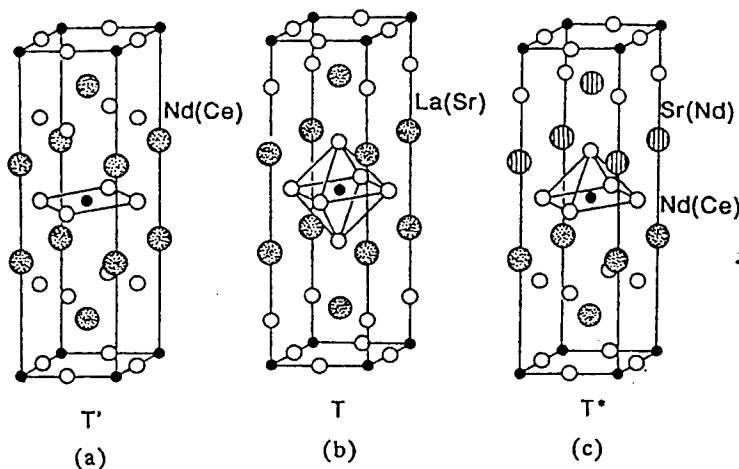 Nd(Ce)
La(Sr)
Sr(Nd)
Nd(Ce)
T' T T*
(a) (b) (c)